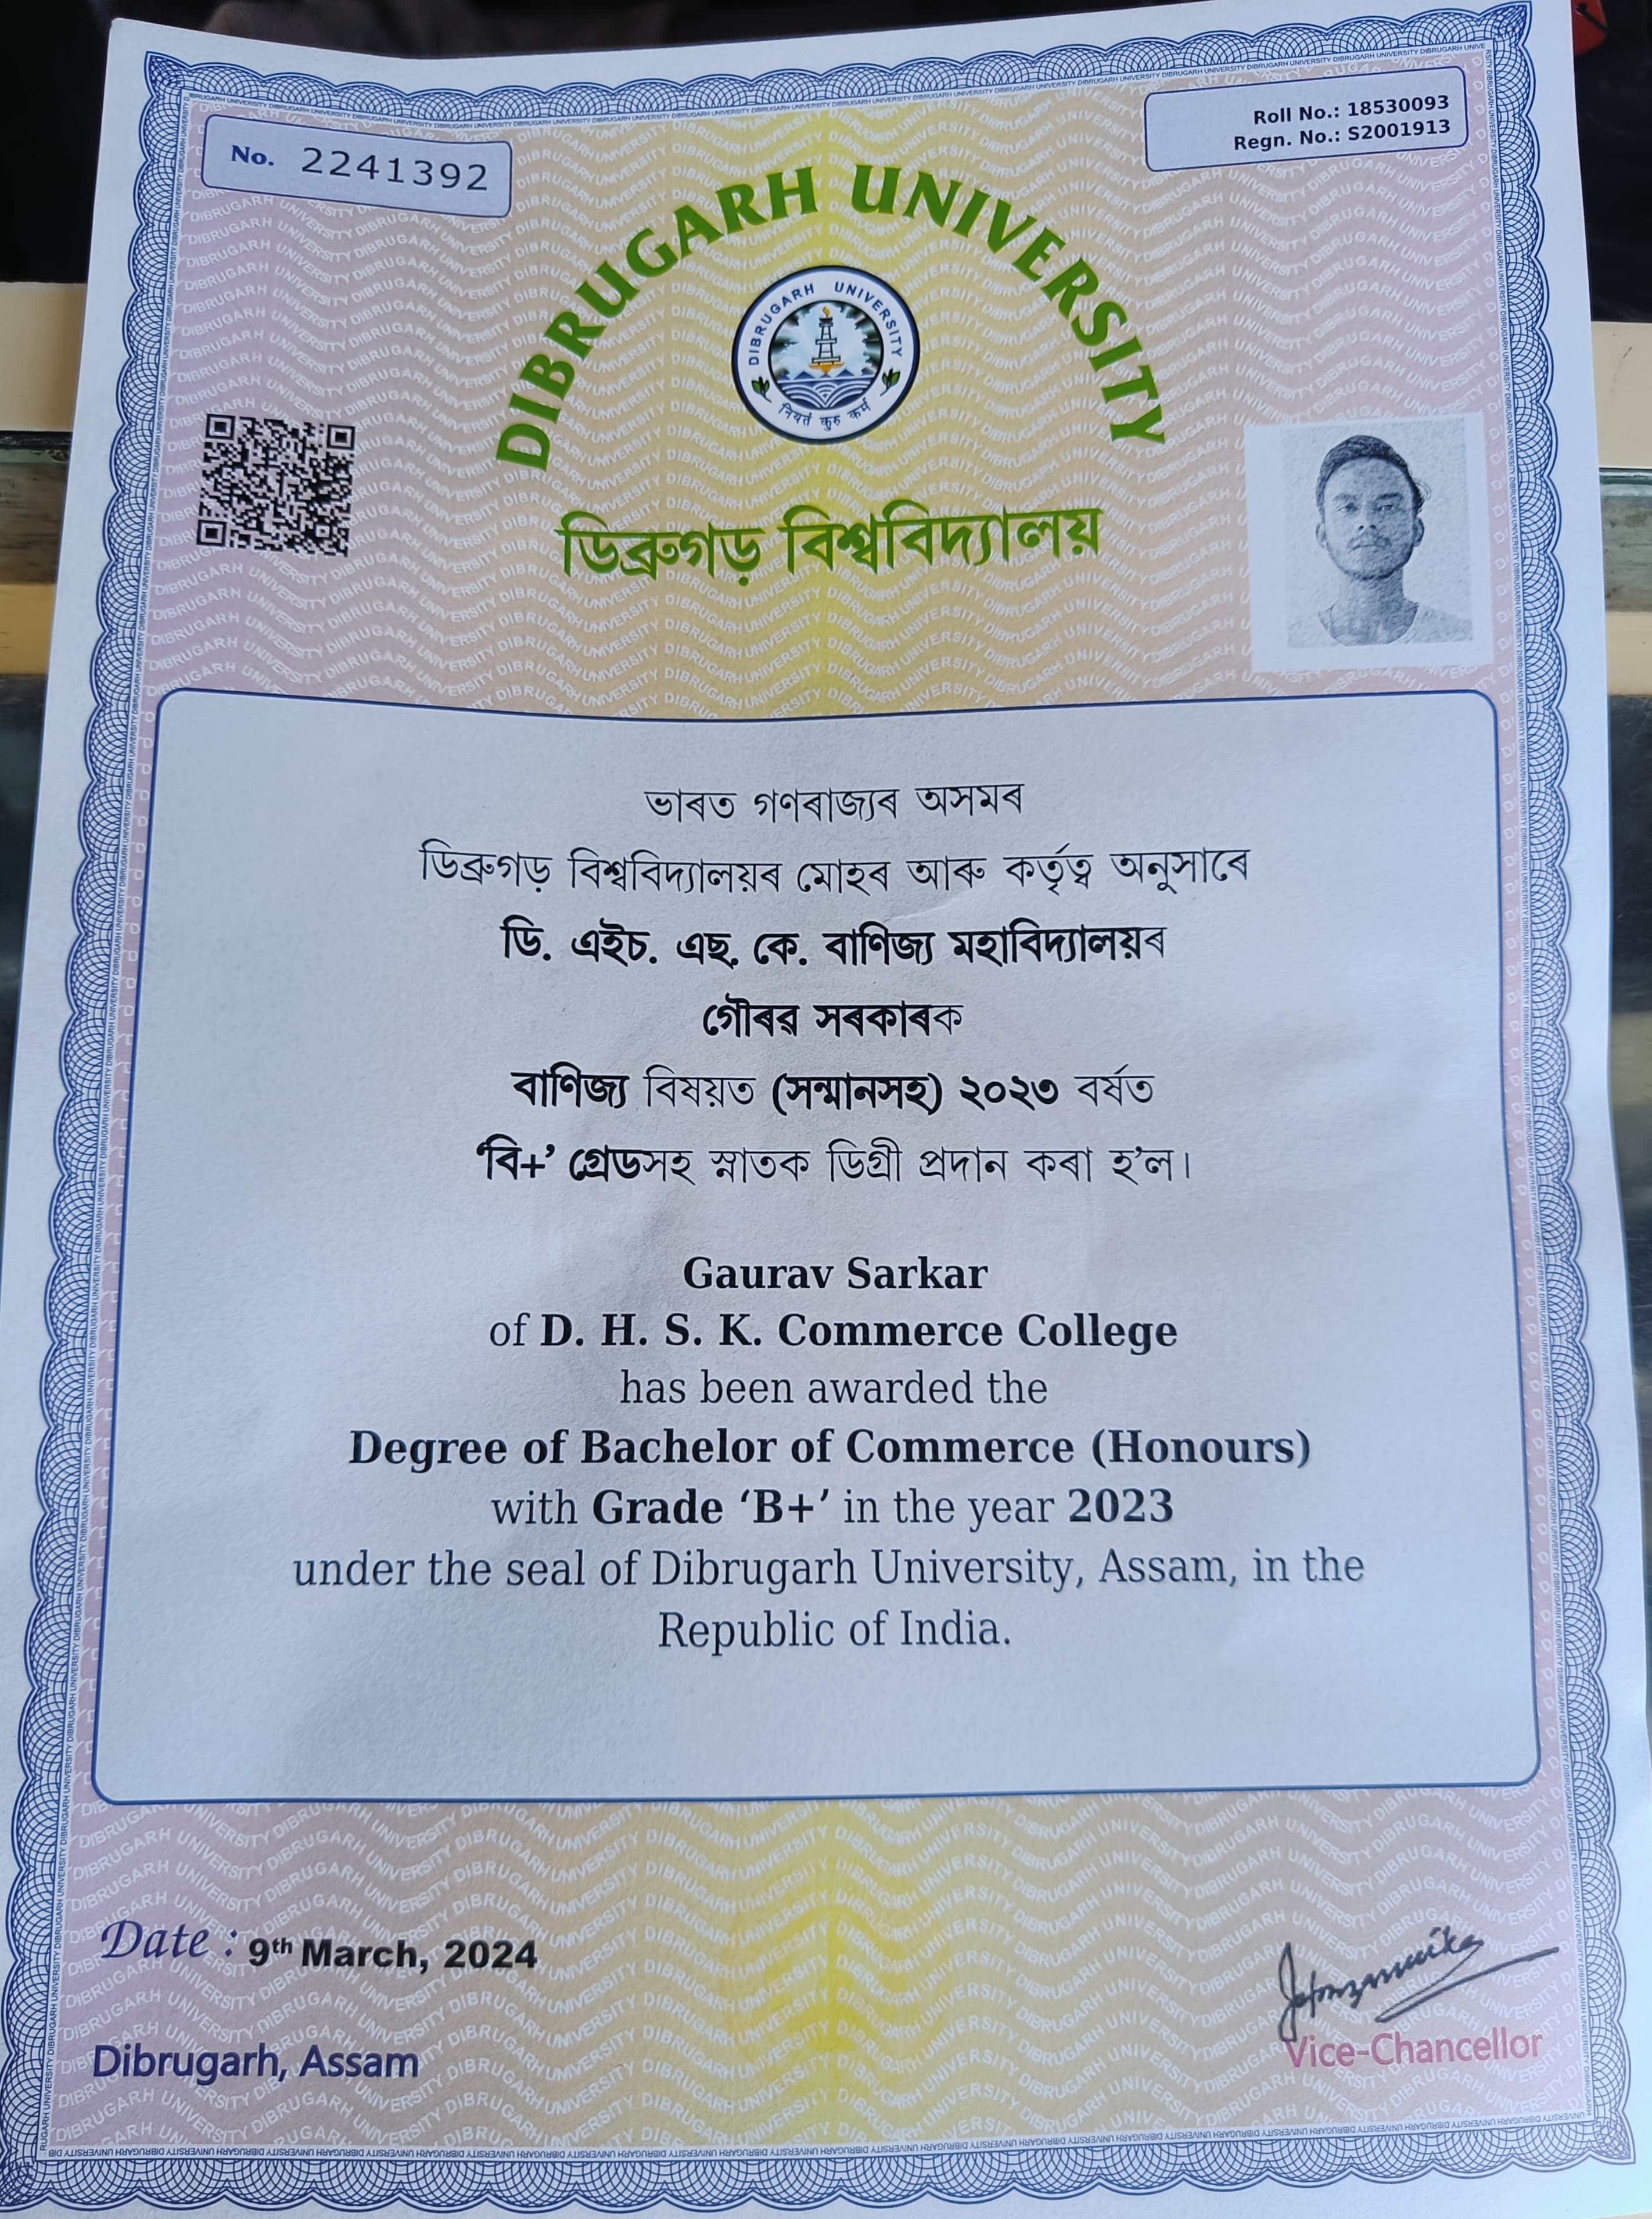 No. 2241392
Roll No.: 18530093
Regn. No.: S2001913
DIBRUGARH UNIVERSITY
DIBRUGARH UNIVERSITY
नियतं कुरु कर्म
ডিব্ৰুগড় বিশ্ববিদ্যালয়
ভাৰত গণৰাজ্যৰ অসমৰ
ডিব্ৰুগড় বিশ্ববিদ্যালয়ৰ মোহৰ আৰু কৰ্তৃত্ব অনুসাৰে
ডি. এইচ. এছ. কে. বাণিজ্য মহাবিদ্যালয়ৰ
গৌৰৱ সৰকাৰক
বাণিজ্য বিষয়ত (সন্মানসহ) ২০২৩ বৰ্ষত
‘বি+’ গ্ৰেডসহ স্নাতক ডিগ্ৰী প্ৰদান কৰা হ’ল।
Gaurav Sarkar
of D. H. S. K. Commerce College
has been awarded the
Degree of Bachelor of Commerce (Honours)
with Grade ‘B+’ in the year 2023
under the seal of Dibrugarh University, Assam, in the
Republic of India.
Date : 9th March, 2024
Dibrugarh, Assam
Vice-Chancellor